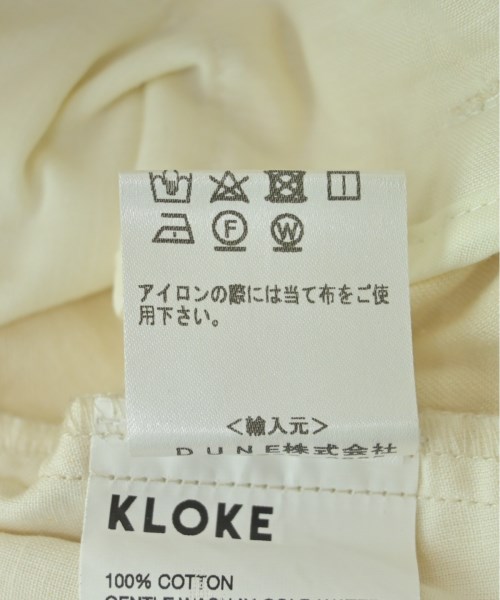 F
W
アイロンの際には当て布をご使
用下さい。
＜輸入元＞
DUNE株式会社
KLOKE
100% COTTON